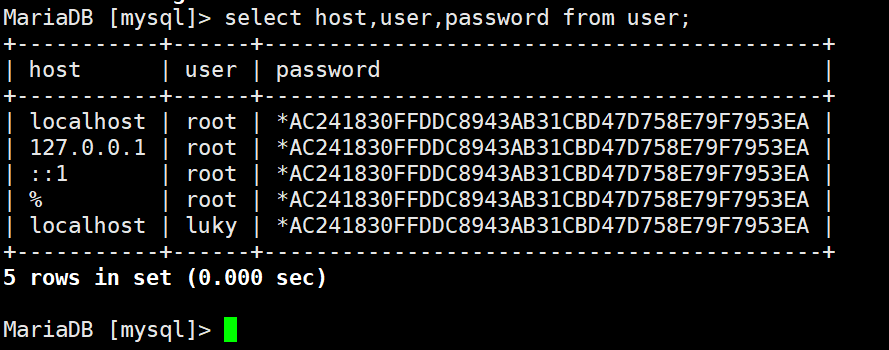 MariaDB [mysql]> select host,user,password from user;
+-----------+------+-------------------------------------------+
| host      | user | password                                  |
+-----------+------+-------------------------------------------+
| localhost | root | *AC241830FFDDC8943AB31CBD47D758E79F7953EA |
| 127.0.0.1 | root | *AC241830FFDDC8943AB31CBD47D758E79F7953EA |
| ::1       | root | *AC241830FFDDC8943AB31CBD47D758E79F7953EA |
| %         | root | *AC241830FFDDC8943AB31CBD47D758E79F7953EA |
| localhost | luky | *AC241830FFDDC8943AB31CBD47D758E79F7953EA |
+-----------+------+-------------------------------------------+
5 rows in set (0.000 sec)
MariaDB [mysql]>